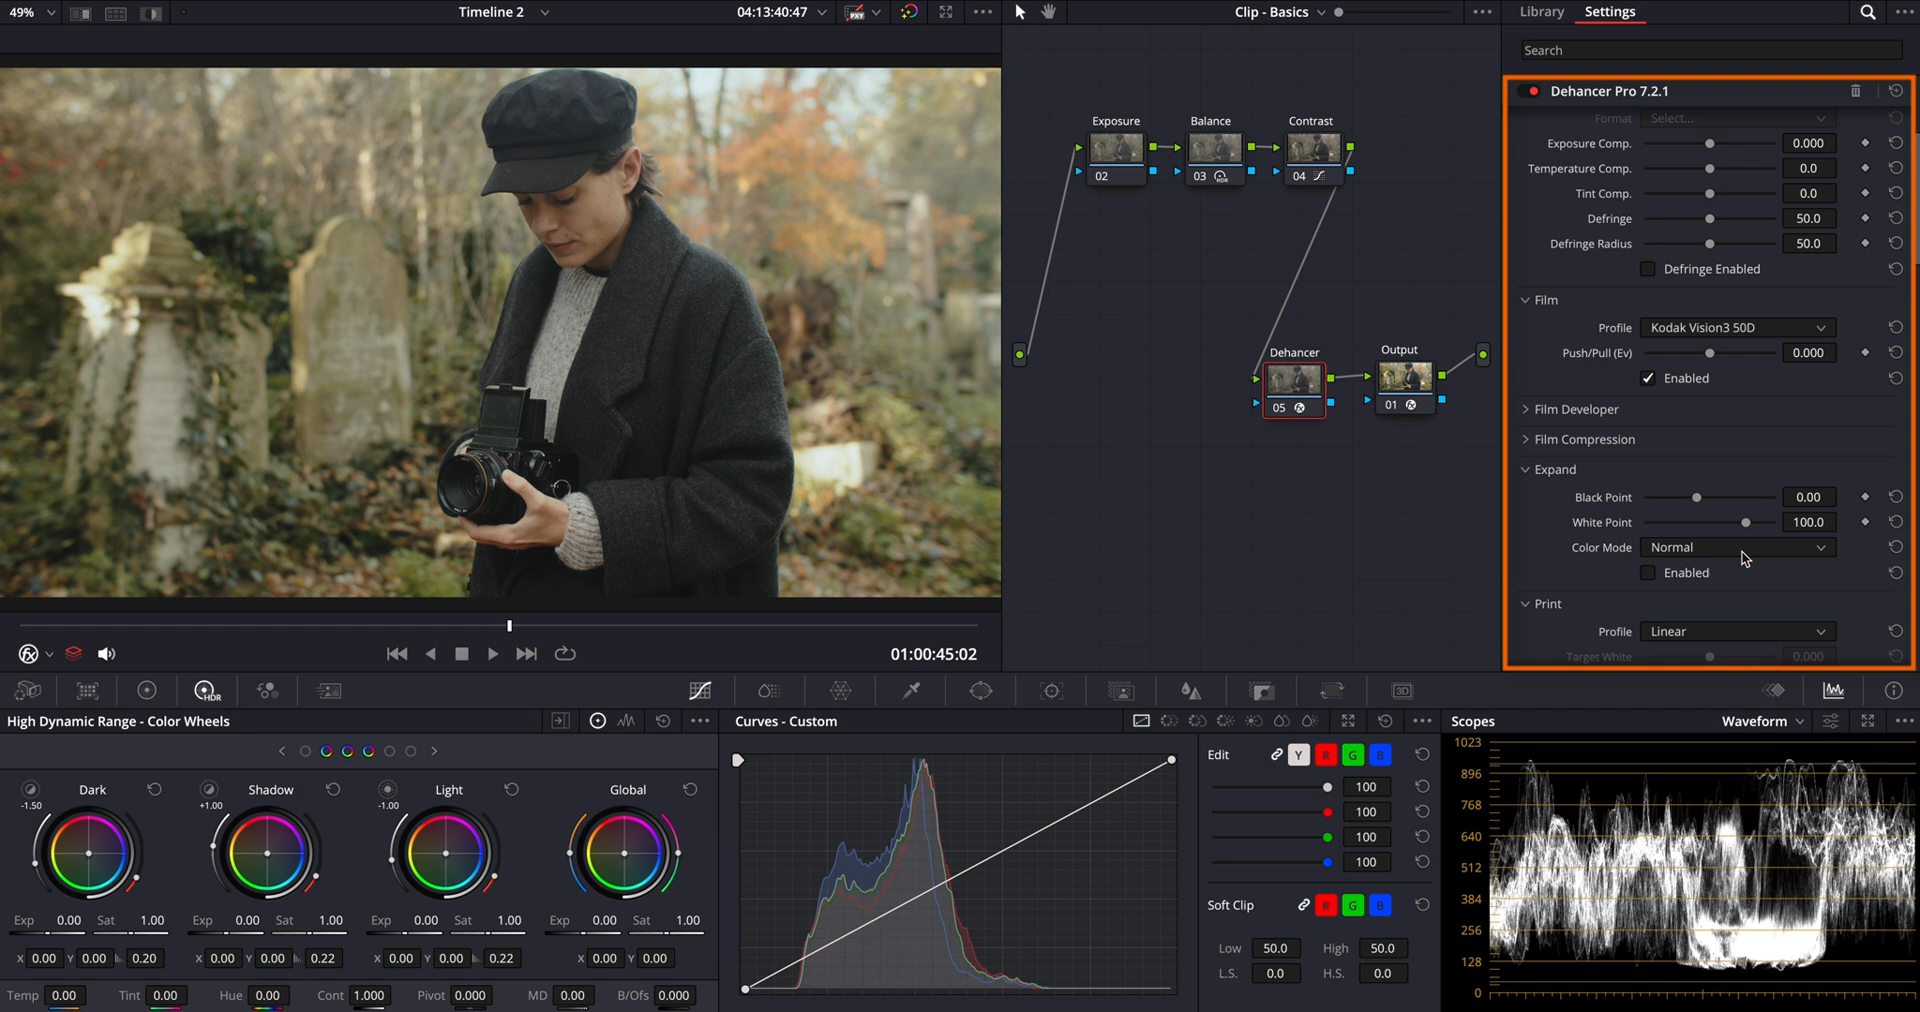 49%
Timeline 2
04:13:40:47
PXY
Clip - Basics
Library
Settings
Search
Dehancer Pro 7.2.1
Format
Select...
Exposure Comp.
0.000
Temperature Comp.
0.0
Tint Comp.
0.0
Defringe
50.0
Defringe Radius
50.0
Defringe Enabled
Film
Profile
Kodak Vision3 50D
Push/Pull (Ev)
0.000
Enabled
Film Developer
Film Compression
Expand
Black Point
0.00
White Point
100.0
Color Mode
Normal
Enabled
Print
Profile
Linear
Target White
0.000
Exposure
02
Balance
03
HDR
Contrast
04
Dehancer
05
fx
Output
01
fx
fx
01:00:45:02
HDR
3D
High Dynamic Range - Color Wheels
Dark
-1.50
Exp 0.00 Sat 1.00
X 0.00 Y 0.00 0.20
Shadow
+1.00
Exp 0.00 Sat 1.00
X 0.00 Y 0.00 0.22
Light
-1.00
Exp 0.00 Sat 1.00
X 0.00 Y 0.00 0.22
Global
Exp 0.00 Sat 1.00
X 0.00 Y 0.00
Temp 0.00 Tint 0.00 Hue 0.00 Cont 1.000 Pivot 0.000 MD 0.00 B/Ofs 0.000
Curves - Custom
Edit
Y R G B
100
100
100
100
Soft Clip
R G B
Low 50.0 High 50.0
L.S. 0.0 H.S. 0.0
Scopes
Waveform
1023
896
768
640
512
384
256
128
0